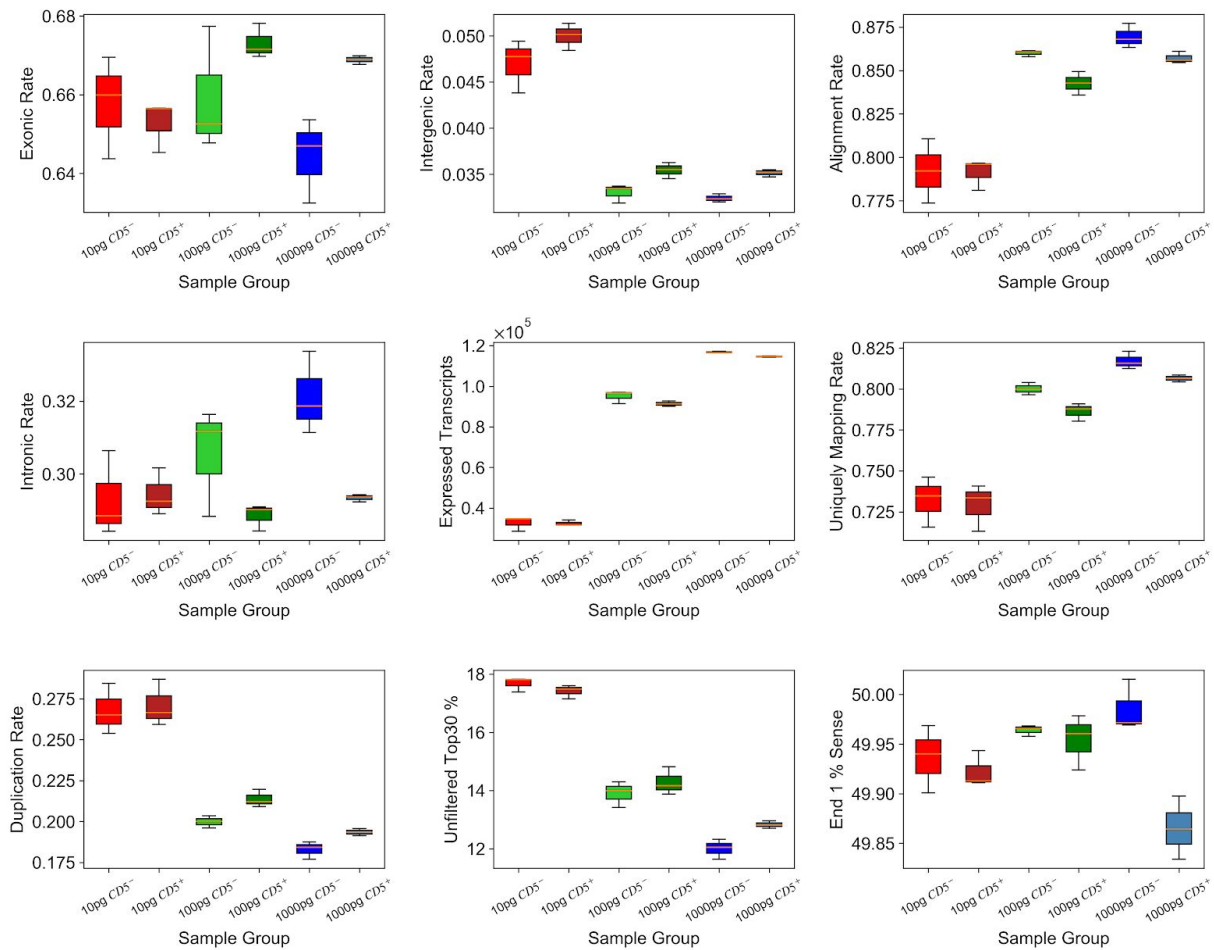 Exonic Rate
0.68
0.66
0.64
10pg CD5⁻
10pg CD5⁺
100pg CD5⁻
100pg CD5⁺
1000pg CD5⁻
1000pg CD5⁺
Sample Group
Intergenic Rate
0.050
0.045
0.040
0.035
10pg CD5⁻
10pg CD5⁺
100pg CD5⁻
100pg CD5⁺
1000pg CD5⁻
1000pg CD5⁺
Sample Group
Alignment Rate
0.875
0.850
0.825
0.800
0.775
10pg CD5⁻
10pg CD5⁺
100pg CD5⁻
100pg CD5⁺
1000pg CD5⁻
1000pg CD5⁺
Sample Group
Intronic Rate
0.32
0.30
10pg CD5⁻
10pg CD5⁺
100pg CD5⁻
100pg CD5⁺
1000pg CD5⁻
1000pg CD5⁺
Sample Group
Expressed Transcripts
×10⁵
1.2
1.0
0.8
0.6
0.4
10pg CD5⁻
10pg CD5⁺
100pg CD5⁻
100pg CD5⁺
1000pg CD5⁻
1000pg CD5⁺
Sample Group
Uniquely Mapping Rate
0.825
0.800
0.775
0.750
0.725
10pg CD5⁻
10pg CD5⁺
100pg CD5⁻
100pg CD5⁺
1000pg CD5⁻
1000pg CD5⁺
Sample Group
Duplication Rate
0.275
0.250
0.225
0.200
0.175
10pg CD5⁻
10pg CD5⁺
100pg CD5⁻
100pg CD5⁺
1000pg CD5⁻
1000pg CD5⁺
Sample Group
Unfiltered Top30 %
18
16
14
12
10pg CD5⁻
10pg CD5⁺
100pg CD5⁻
100pg CD5⁺
1000pg CD5⁻
1000pg CD5⁺
Sample Group
End 1 % Sense
50.00
49.95
49.90
49.85
10pg CD5⁻
10pg CD5⁺
100pg CD5⁻
100pg CD5⁺
1000pg CD5⁻
1000pg CD5⁺
Sample Group